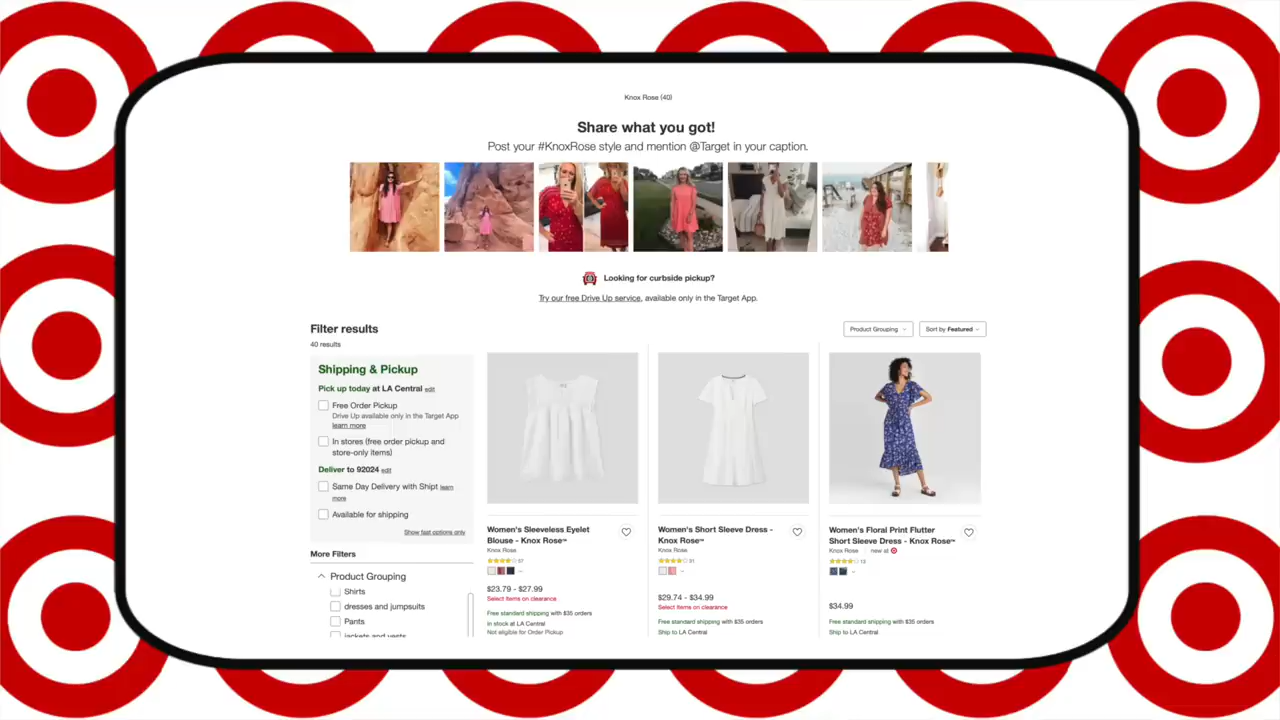 Knox Rose (40)
Share what you got!
Post your #KnoxRose style and mention @Target in your caption.
Looking for curbside pickup?
Try our free Drive Up service, available only in the Target App.
Filter results
40 results
Product Grouping
Sort by Featured
Shipping & Pickup
Pick up today at LA Central edit
Free Order Pickup
Drive Up available only in the Target App
learn more
In stores (free order pickup and
store-only items)
Deliver to 92024 edit
Same Day Delivery with Shipt learn
more
Available for shipping
Show fast options only
More Filters
Product Grouping
Shirts
dresses and jumpsuits
Pants
jackets and vests
Women's Sleeveless Eyelet
Blouse - Knox Rose™
Knox Rose
57
$23.79 - $27.99
Select items on clearance
Free standard shipping with $35 orders
In stock at LA Central
Not eligible for Order Pickup
Women's Short Sleeve Dress -
Knox Rose™
Knox Rose
31
$29.74 - $34.99
Select items on clearance
Free standard shipping with $35 orders
Ship to LA Central
Women's Floral Print Flutter
Short Sleeve Dress - Knox Rose™
Knox Rose new at
13
$34.99
Free standard shipping with $35 orders
Ship to LA Central